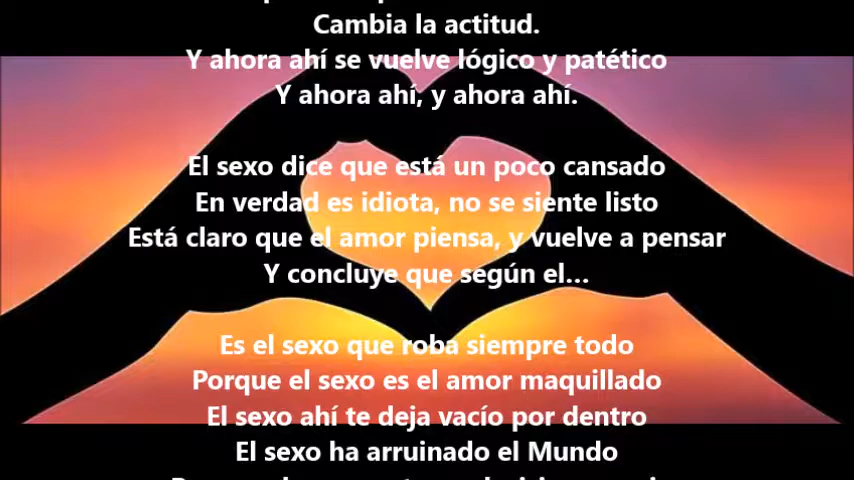 Cambia la actitud.
Y ahora ahí se vuelve lógico y patético
Y ahora ahí, y ahora ahí.
El sexo dice que está un poco cansado
En verdad es idiota, no se siente listo
Está claro que el amor piensa, y vuelve a pensar
Y concluye que según el...
Es el sexo que roba siempre todo
Porque el sexo es el amor maquillado
El sexo ahí te deja vacío por dentro
El sexo ha arruinado el Mundo